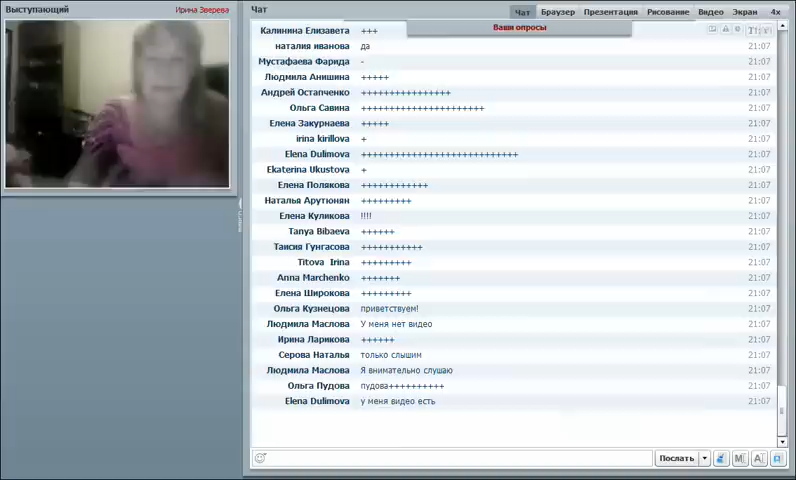 Выступающий Ирина Зверева
Чат Чат Браузер Презентация Рисование Видео Экран 4x
Ваши опросы
Калинина Елизавета +++
наталия иванова да 21:07
Мустафаева Фарида - 21:07
Людмила Анишина +++++ 21:07
Андрей Остапченко ++++++++++++++++ 21:07
Ольга Савина ++++++++++++++++++++++ 21:07
Елена Закурнаева +++++ 21:07
irina kirillova + 21:07
Elena Dulimova ++++++++++++++++++++++++++++ 21:07
Ekaterina Ukustova + 21:07
Елена Полякова ++++++++++++ 21:07
Наталья Арутюнян +++++++++ 21:07
Елена Куликова !!!! 21:07
Tanya Bibaeva ++++++ 21:07
Таисия Гунгасова +++++++++++ 21:07
Titova Irina +++++++++ 21:07
Anna Marchenko +++++++ 21:07
Елена Широкова +++++++++ 21:07
Ольга Кузнецова приветствуем! 21:07
Людмила Маслова У меня нет видео 21:07
Ирина Ларикова ++++++ 21:07
Серова Наталья только слышим 21:07
Людмила Маслова Я внимательно слушаю 21:07
Ольга Пудова пудова++++++++++ 21:07
Elena Dulimova у меня видео есть 21:07
Послать